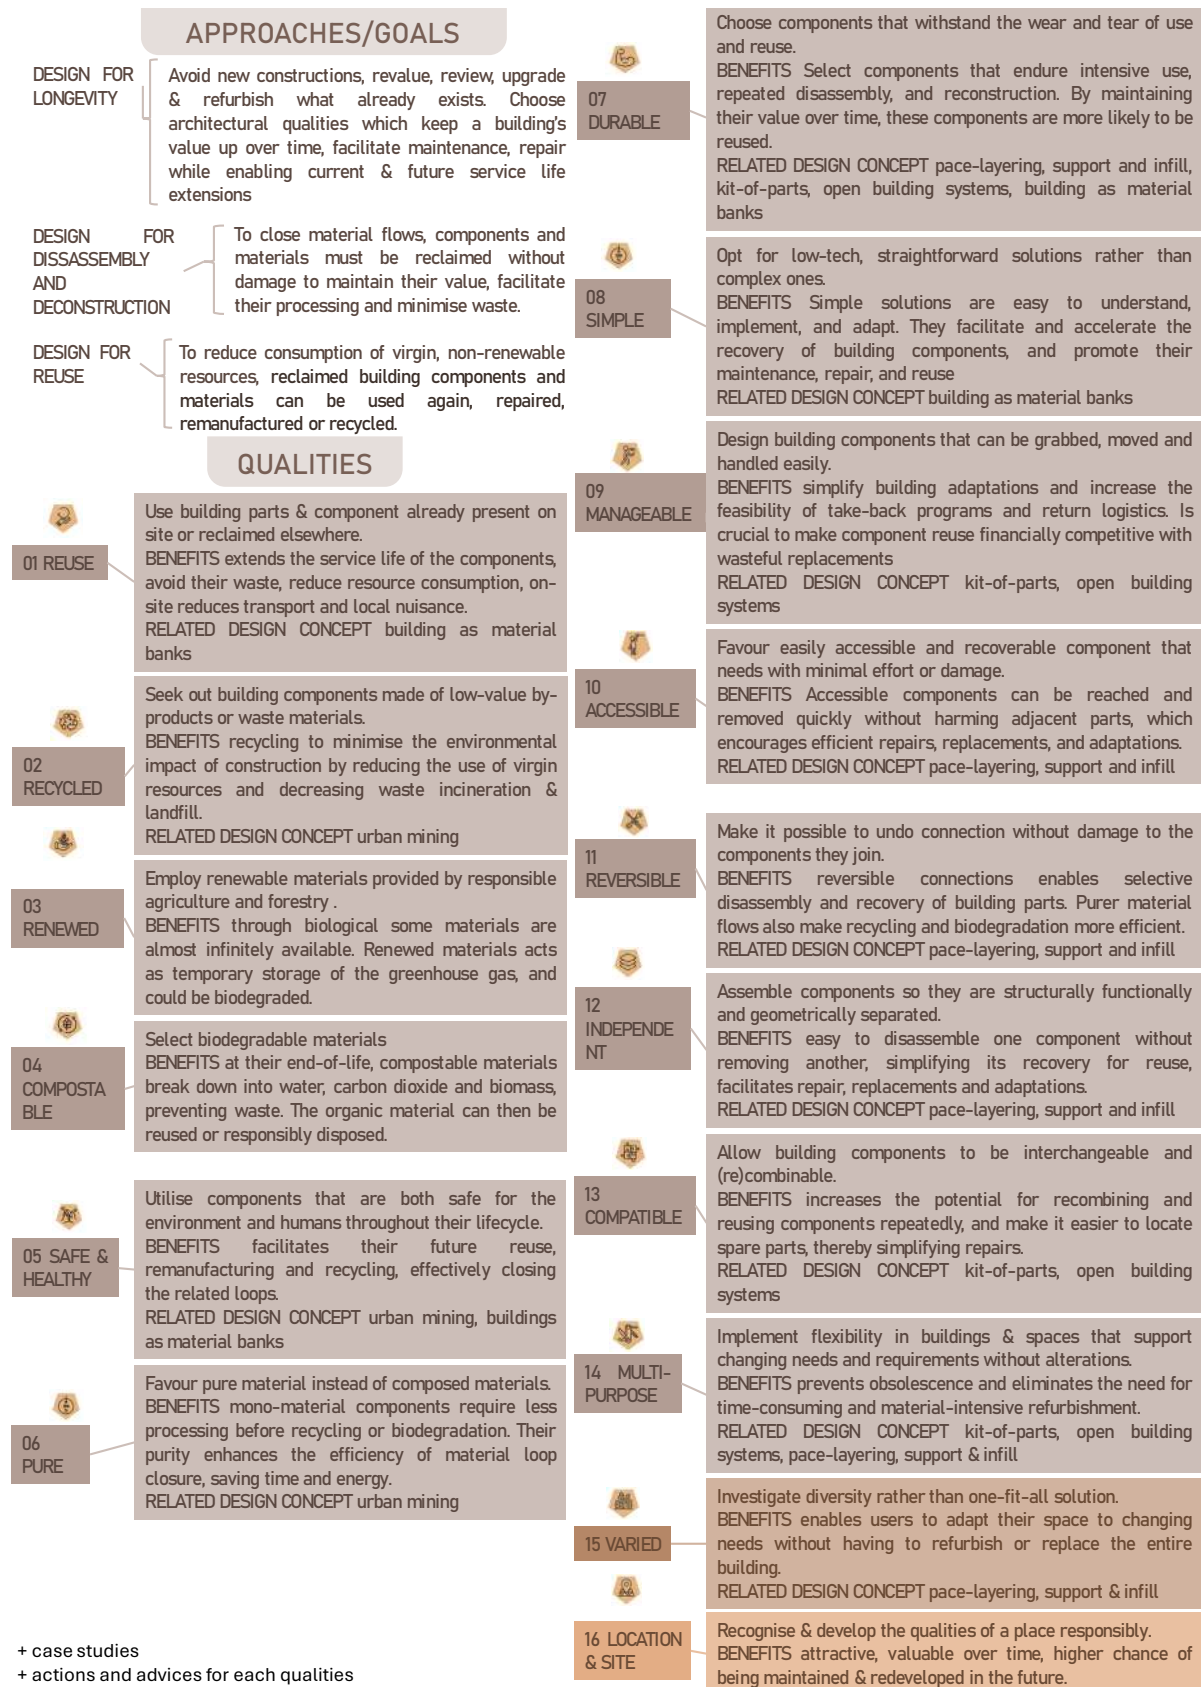 APPROACHES/GOALS
DESIGN FOR
LONGEVITY
Avoid new constructions, revalue, review, upgrade
& refurbish what already exists. Choose
architectural qualities which keep a building's
value up over time, facilitate maintenance, repair
while enabling current & future service life
extensions
DESIGN FOR
DISSASSEMBLY
AND
DECONSTRUCTION
To close material flows, components and
materials must be reclaimed without
damage to maintain their value, facilitate
their processing and minimise waste.
DESIGN FOR
REUSE
To reduce consumption of virgin, non-renewable
resources, reclaimed building components and
materials can be used again, repaired,
remanufactured or recycled.
QUALITIES
01 REUSE
Use building parts & component already present on
site or reclaimed elsewhere.
BENEFITS extends the service life of the components,
avoid their waste, reduce resource consumption, on-
site reduces transport and local nuisance.
RELATED DESIGN CONCEPT building as material
banks
02
RECYCLED
Seek out building components made of low-value by-
products or waste materials.
BENEFITS recycling to minimise the environmental
impact of construction by reducing the use of virgin
resources and decreasing waste incineration &
landfill.
RELATED DESIGN CONCEPT urban mining
03
RENEWED
Employ renewable materials provided by responsible
agriculture and forestry .
BENEFITS through biological some materials are
almost infinitely available. Renewed materials acts
as temporary storage of the greenhouse gas, and
could be biodegraded.
04
COMPOSTA
BLE
Select biodegradable materials
BENEFITS at their end-of-life, compostable materials
break down into water, carbon dioxide and biomass,
preventing waste. The organic material can then be
reused or responsibly disposed.
05 SAFE &
HEALTHY
Utilise components that are both safe for the
environment and humans throughout their lifecycle.
BENEFITS facilitates their future reuse,
remanufacturing and recycling, effectively closing
the related loops.
RELATED DESIGN CONCEPT urban mining, buildings
as material banks
06
PURE
Favour pure material instead of composed materials.
BENEFITS mono-material components require less
processing before recycling or biodegradation. Their
purity enhances the efficiency of material loop
closure, saving time and energy.
RELATED DESIGN CONCEPT urban mining
+ case studies
+ actions and advices for each qualities
07
DURABLE
Choose components that withstand the wear and tear of use
and reuse.
BENEFITS Select components that endure intensive use,
repeated disassembly, and reconstruction. By maintaining
their value over time, these components are more likely to be
reused.
RELATED DESIGN CONCEPT pace-layering, support and infill,
kit-of-parts, open building systems, building as material
banks
08
SIMPLE
Opt for low-tech, straightforward solutions rather than
complex ones.
BENEFITS Simple solutions are easy to understand,
implement, and adapt. They facilitate and accelerate the
recovery of building components, and promote their
maintenance, repair, and reuse
RELATED DESIGN CONCEPT building as material banks
09
MANAGEABLE
Design building components that can be grabbed, moved and
handled easily.
BENEFITS simplify building adaptations and increase the
feasibility of take-back programs and return logistics. Is
crucial to make component reuse financially competitive with
wasteful replacements
RELATED DESIGN CONCEPT kit-of-parts, open building
systems
10
ACCESSIBLE
Favour easily accessible and recoverable component that
needs with minimal effort or damage.
BENEFITS Accessible components can be reached and
removed quickly without harming adjacent parts, which
encourages efficient repairs, replacements, and adaptations.
RELATED DESIGN CONCEPT pace-layering, support and infill
11
REVERSIBLE
Make it possible to undo connection without damage to the
components they join.
BENEFITS reversible connections enables selective
disassembly and recovery of building parts. Purer material
flows also make recycling and biodegradation more efficient.
RELATED DESIGN CONCEPT pace-layering, support and infill
12
INDEPENDE
NT
Assemble components so they are structurally functionally
and geometrically separated.
BENEFITS easy to disassemble one component without
removing another, simplifying its recovery for reuse,
facilitates repair, replacements and adaptations.
RELATED DESIGN CONCEPT pace-layering, support and infill
13
COMPATIBLE
Allow building components to be interchangeable and
(re)combinable.
BENEFITS increases the potential for recombining and
reusing components repeatedly, and make it easier to locate
spare parts, thereby simplifying repairs.
RELATED DESIGN CONCEPT kit-of-parts, open building
systems
14 MULTI-
PURPOSE
Implement flexibility in buildings & spaces that support
changing needs and requirements without alterations.
BENEFITS prevents obsolescence and eliminates the need for
time-consuming and material-intensive refurbishment.
RELATED DESIGN CONCEPT kit-of-parts, open building
systems, pace-layering, support & infill
15 VARIED
Investigate diversity rather than one-fit-all solution.
BENEFITS enables users to adapt their space to changing
needs without having to refurbish or replace the entire
building.
RELATED DESIGN CONCEPT pace-layering, support & infill
16 LOCATION
& SITE
Recognise & develop the qualities of a place responsibly.
BENEFITS attractive, valuable over time, higher chance of
being maintained & redeveloped in the future.